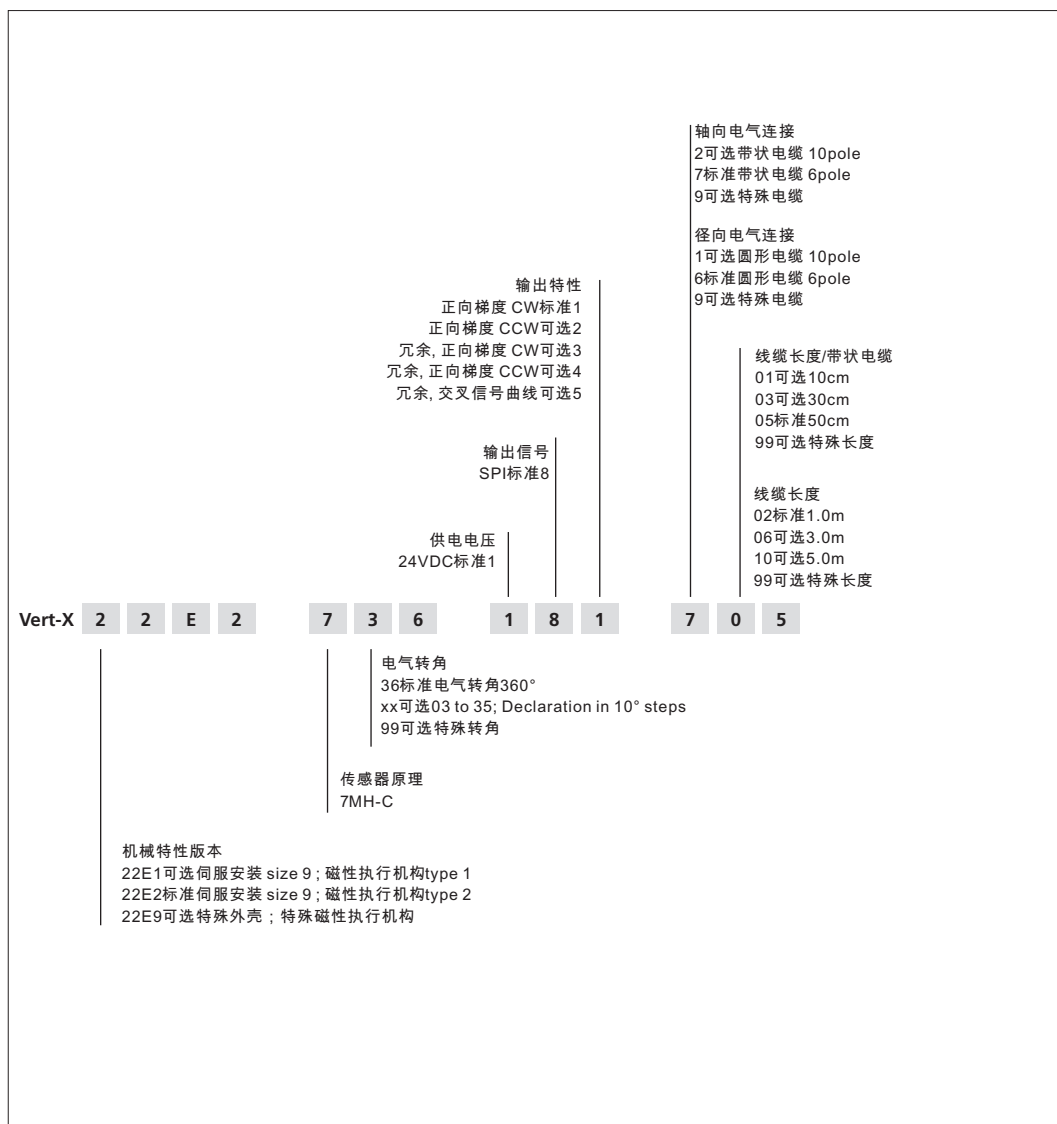 轴向电气连接
2可选带状电缆 10pole
7标准带状电缆 6pole
9可选特殊电缆
径向电气连接
1可选圆形电缆 10pole
6标准圆形电缆 6pole
9可选特殊电缆
输出特性
正向梯度 CW标准1
正向梯度 CCW可选2
冗余, 正向梯度 CW可选3
冗余, 正向梯度 CCW可选4
冗余, 交叉信号曲线可选5
线缆长度/带状电缆
01可选10cm
03可选30cm
05标准50cm
99可选特殊长度
输出信号
SPI标准8
线缆长度
02标准1.0m
06可选3.0m
10可选5.0m
99可选特殊长度
供电电压
24VDC标准1
Vert-X 2 2 E 2 7 3 6 1 8 1 7 0 5
电气转角
36标准电气转角360°
xx可选03 to 35; Declaration in 10° steps
99可选特殊转角
传感器原理
7MH-C
机械特性版本
22E1可选伺服安装 size 9 ; 磁性执行机构type 1
22E2标准伺服安装 size 9 ; 磁性执行机构type 2
22E9可选特殊外壳 ; 特殊磁性执行机构